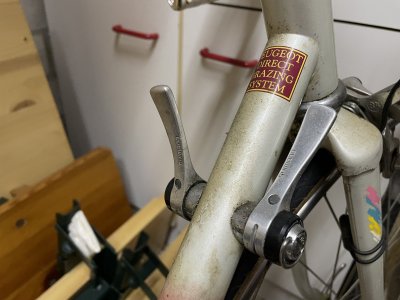 PEUGEOT
DIRECT
BRAZING
SYSTEM